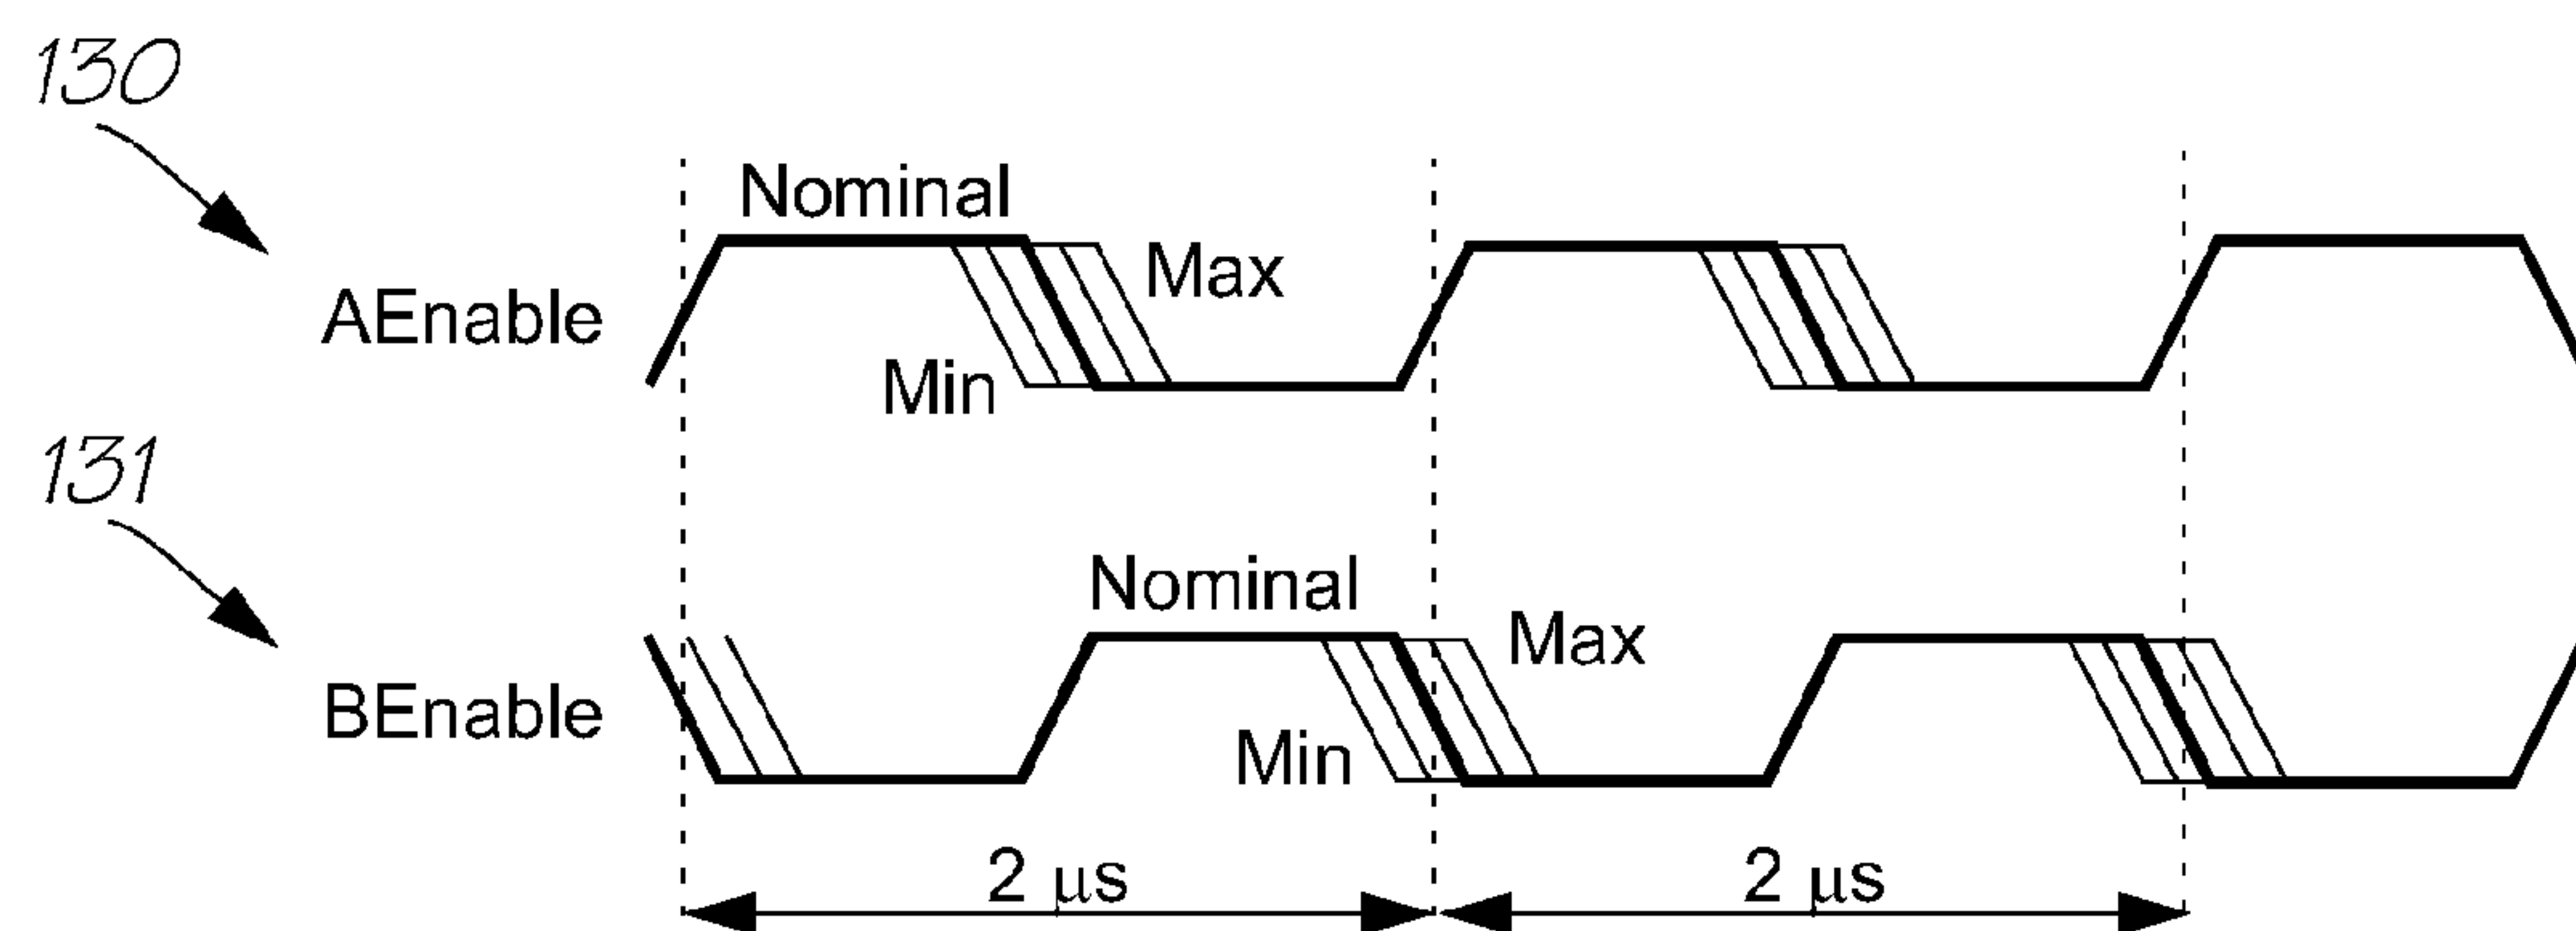 130
Nominal
Max
AEnable
Min
131
Nominal
Max
BEnable
Min
2 μs
2 μs